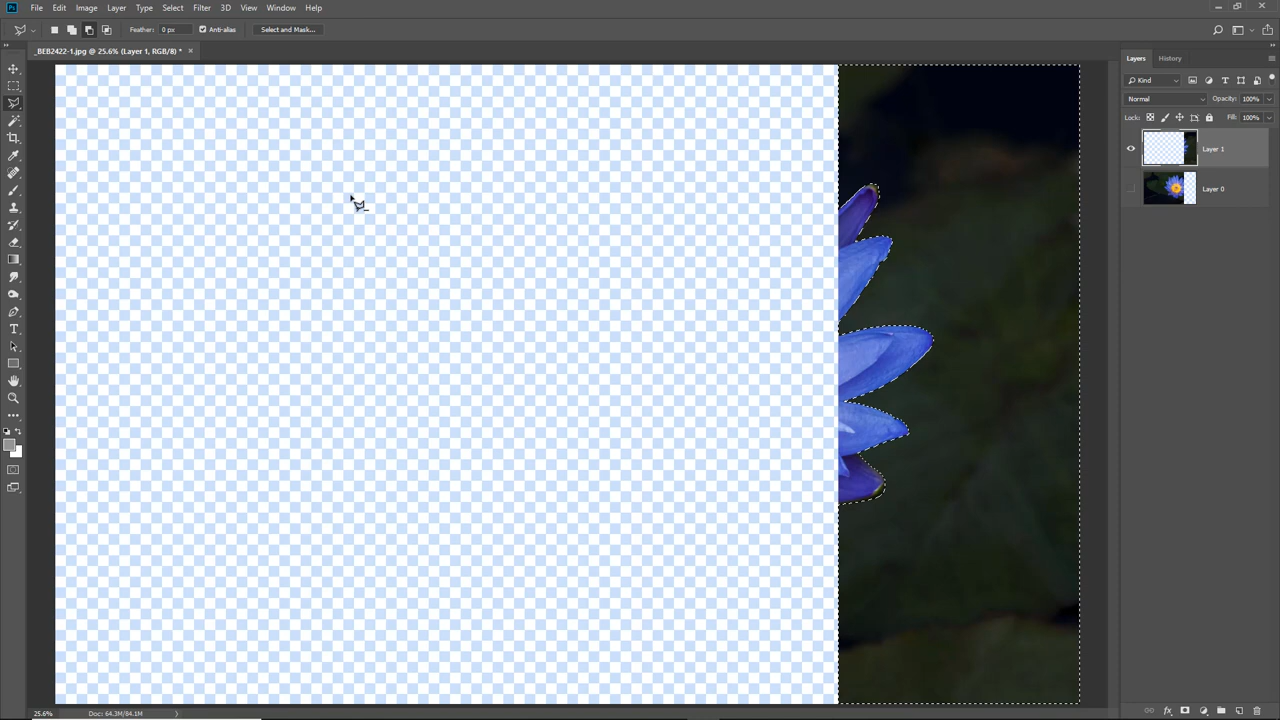 Ps File Edit Image Layer Type Select Filter 3D View Window Help
Feather: 0 px Anti-alias Select and Mask...
_BEB2422-1.jpg @ 25.6% (Layer 1, RGB/8) *
Layers History
Kind
Normal Opacity: 100%
Lock: Fill: 100%
Layer 1
Layer 0
25.6% Doc: 64.3M/84.1M